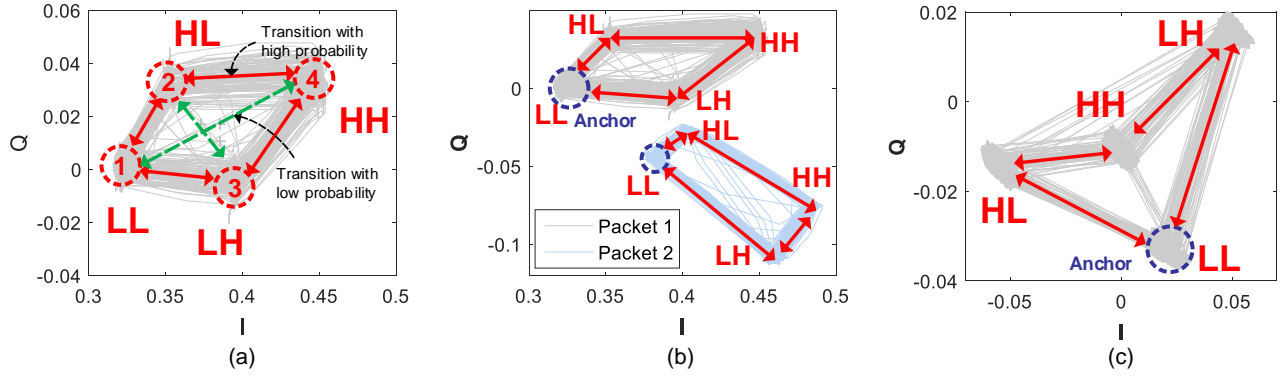 0.06
0.04
0.02
0
-0.02
-0.04
Q
0.3
0.35
0.4
0.45
0.5
I
HL
Transition with
high probability
2
4
HH
1
3
Transition with
low probability
LL
LH
(a)
0
-0.05
-0.1
Q
0.3
0.35
0.4
0.45
0.5
I
HL
HH
LL
Anchor
LH
HL
LL
HH
LH
Packet 1
Packet 2
(b)
0.02
0
-0.02
-0.04
Q
-0.05
0
0.05
I
LH
HH
HL
Anchor
LL
(c)